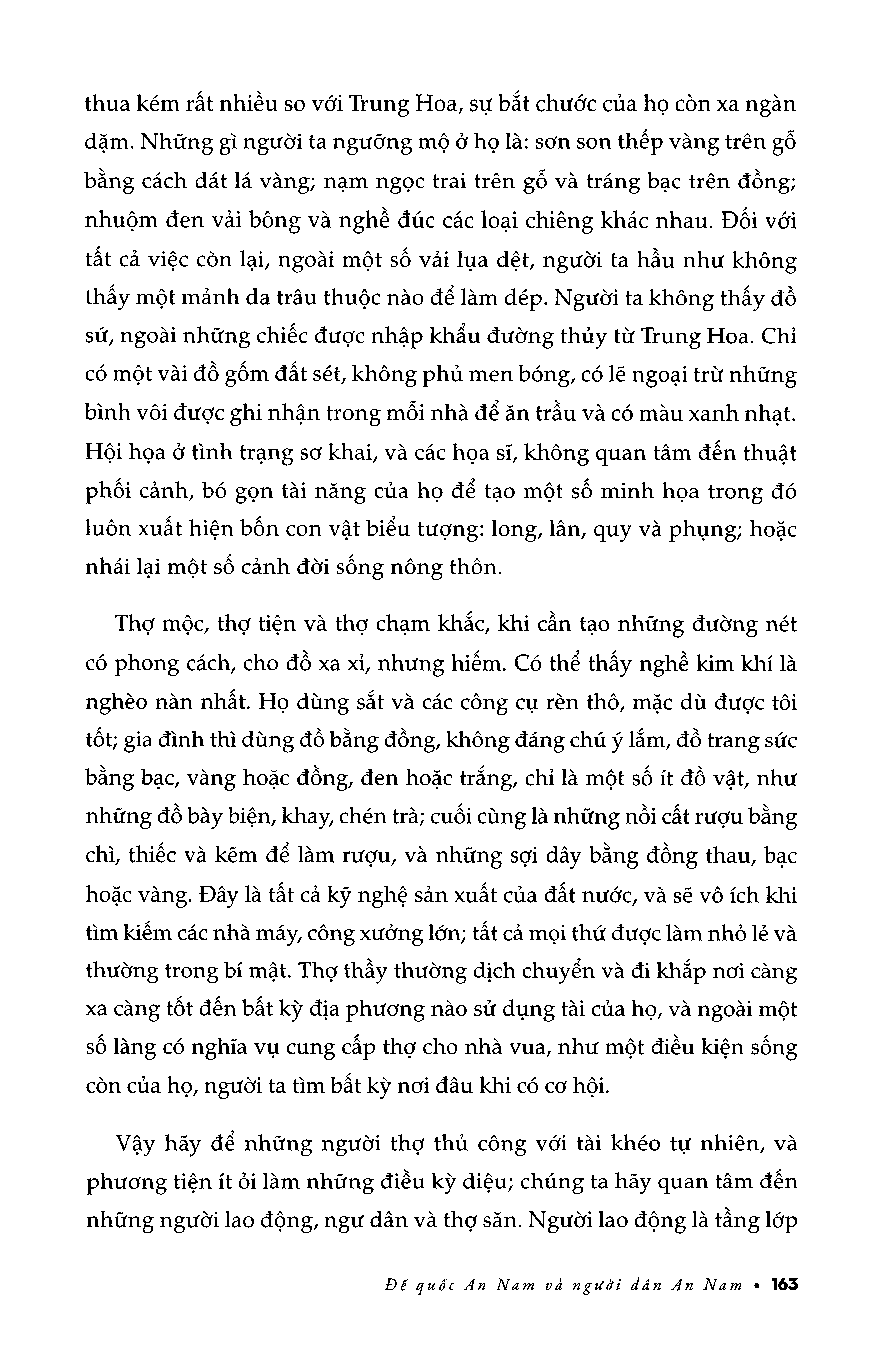 thua kém rất nhiều so với Trung Hoa, sự bắt chước của họ còn xa ngàn
dặm. Những gì người ta ngưỡng mộ ở họ là: sơn son thếp vàng trên gỗ
bằng cách dát lá vàng; nạm ngọc trai trên gỗ và tráng bạc trên đồng;
nhuộm đen vải bông và nghề đúc các loại chiêng khác nhau. Đối với
tất cả việc còn lại, ngoài một số vải lụa dệt, người ta hầu như không
thấy một mảnh da trâu thuộc nào để làm dép. Người ta không thấy đồ
sứ, ngoài những chiếc được nhập khẩu đường thủy từ Trung Hoa. Chỉ
có một vài đồ gốm đất sét, không phủ men bóng, có lẽ ngoại trừ những
bình vôi được ghi nhận trong mỗi nhà để ăn trầu và có màu xanh nhạt.
Hội họa ở tình trạng sơ khai, và các họa sĩ, không quan tâm đến thuật
phối cảnh, bó gọn tài năng của họ để tạo một số minh họa trong đó
luôn xuất hiện bốn con vật biểu tượng: long, lân, quy và phụng; hoặc
nhái lại một số cảnh đời sống nông thôn.
Thợ mộc, thợ tiện và thợ chạm khắc, khi cần tạo những đường nét
có phong cách, cho đồ xa xỉ, nhưng hiếm. Có thể thấy nghề kim khí là
nghèo nàn nhất. Họ dùng sắt và các công cụ rèn thô, mặc dù được tôi
tốt; gia đình thì dùng đồ bằng đồng, không đáng chú ý lắm, đồ trang sức
bằng bạc, vàng hoặc đồng, đen hoặc trắng, chỉ là một số ít đồ vật, như
những đồ bày biện, khay, chén trà; cuối cùng là những nồi cất rượu bằng
chì, thiếc và kẽm để làm rượu, và những sợi dây bằng đồng thau, bạc
hoặc vàng. Đây là tất cả kỹ nghệ sản xuất của đất nước, và sẽ vô ích khi
tìm kiếm các nhà máy, công xưởng lớn; tất cả mọi thứ được làm nhỏ lẻ và
thường trong bí mật. Thợ thầy thường dịch chuyển và đi khắp nơi càng
xa càng tốt đến bất kỳ địa phương nào sử dụng tài của họ, và ngoài một
số làng có nghĩa vụ cung cấp thợ cho nhà vua, như một điều kiện sống
còn của họ, người ta tìm bất kỳ nơi đâu khi có cơ hội.
Vậy hãy để những người thợ thủ công với tài khéo tự nhiên, và
phương tiện ít ỏi làm những điều kỳ diệu; chúng ta hãy quan tâm đến
những người lao động, ngư dân và thợ săn. Người lao động là tầng lớp
Đế quốc An Nam và người dân An Nam • 163